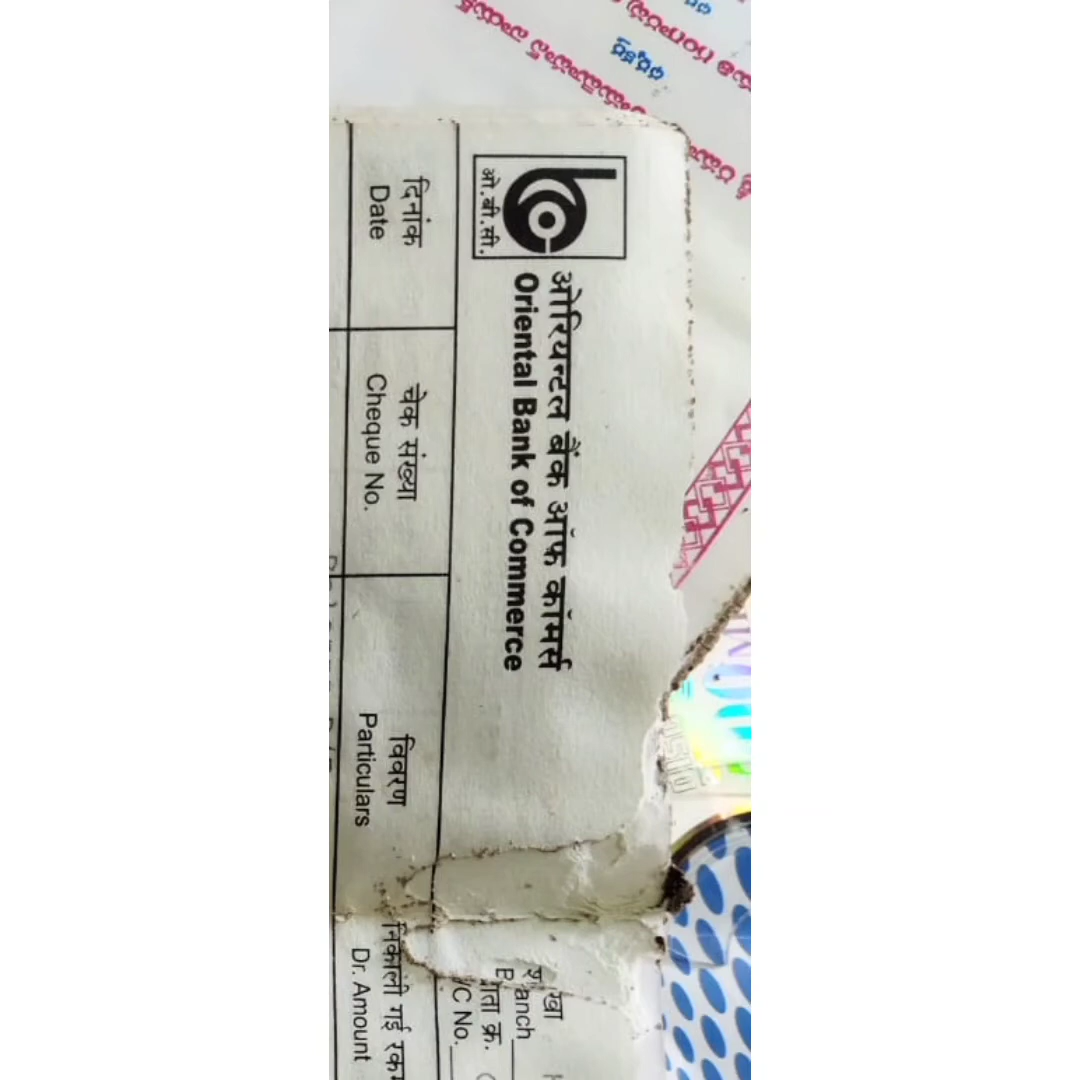 ओ.बी.सी.
ओरियन्टल बैंक ऑफ कॉमर्स
Oriental Bank of Commerce
खा
anch
ता क्र.
C No.
दिनांक
Date
चेक संख्या
Cheque No.
विवरण
Particulars
निकाली गई रकम
Dr. Amount